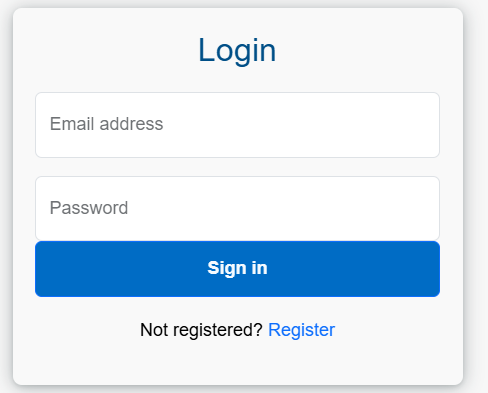 Login
Email address
Password
Sign in
Not registered? Register